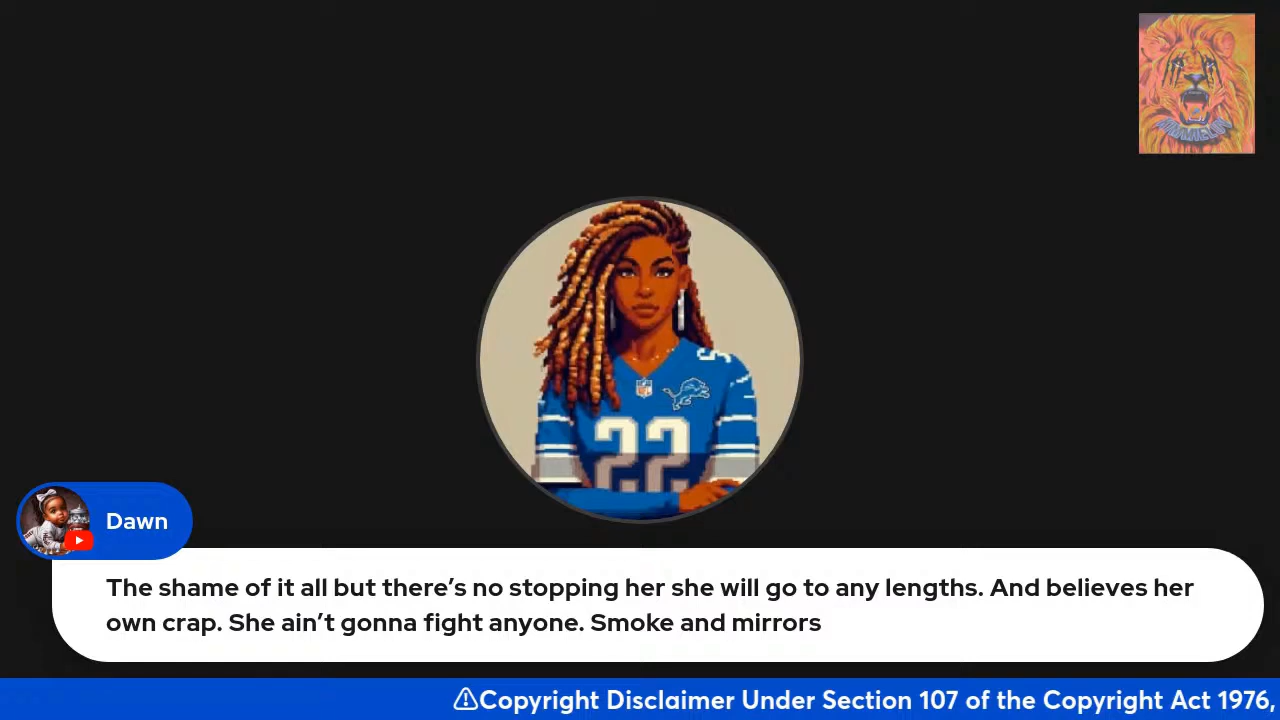 22
Dawn
The shame of it all but there’s no stopping her she will go to any lengths. And believes her
own crap. She ain’t gonna fight anyone. Smoke and mirrors
⚠Copyright Disclaimer Under Section 107 of the Copyright Act 1976,